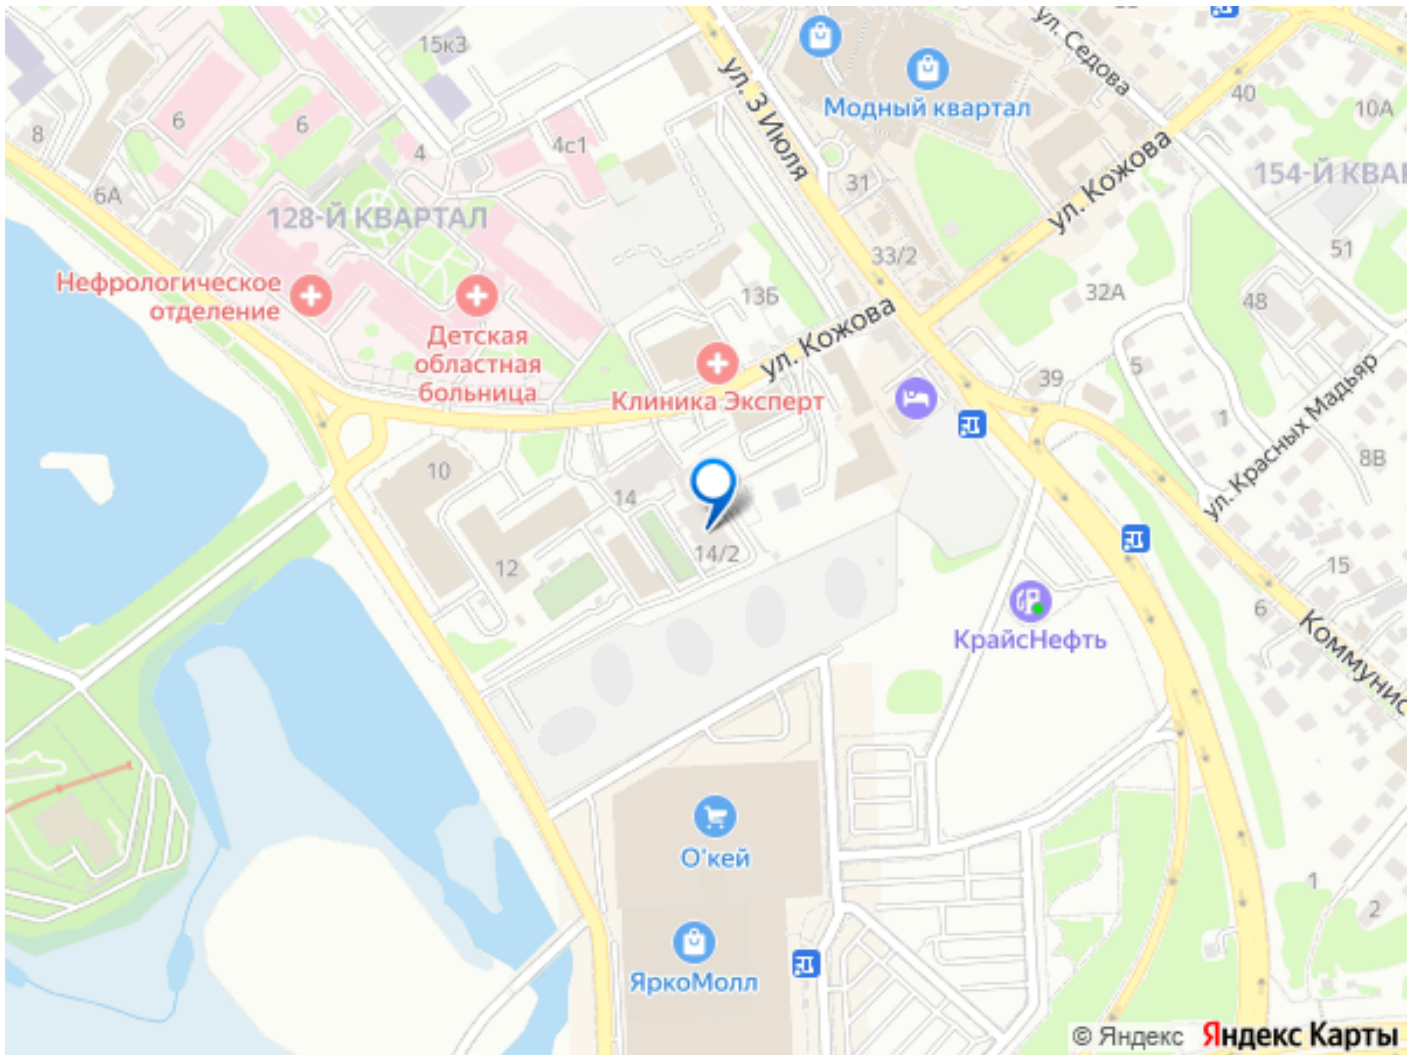 15к3
ул. Седова
Модный квартал
40
10А
8
6
6
4
4с1
ул. 3 Июля
6А
31
ул. Кожова
154-Й КВАР
128-Й КВАРТАЛ
51
33/2
Нефрологическое
отделение
13Б
32А
48
Детская
областная
больница
ул. Кожова
Клиника Эксперт
39
5
1
ул. Красных Мадьяр
10
8В
14
14/2
12
15
6
КрайсНефть
Коммунис
О'кей
1
2
ЯркоМолл
© Яндекс Яндекс Карты